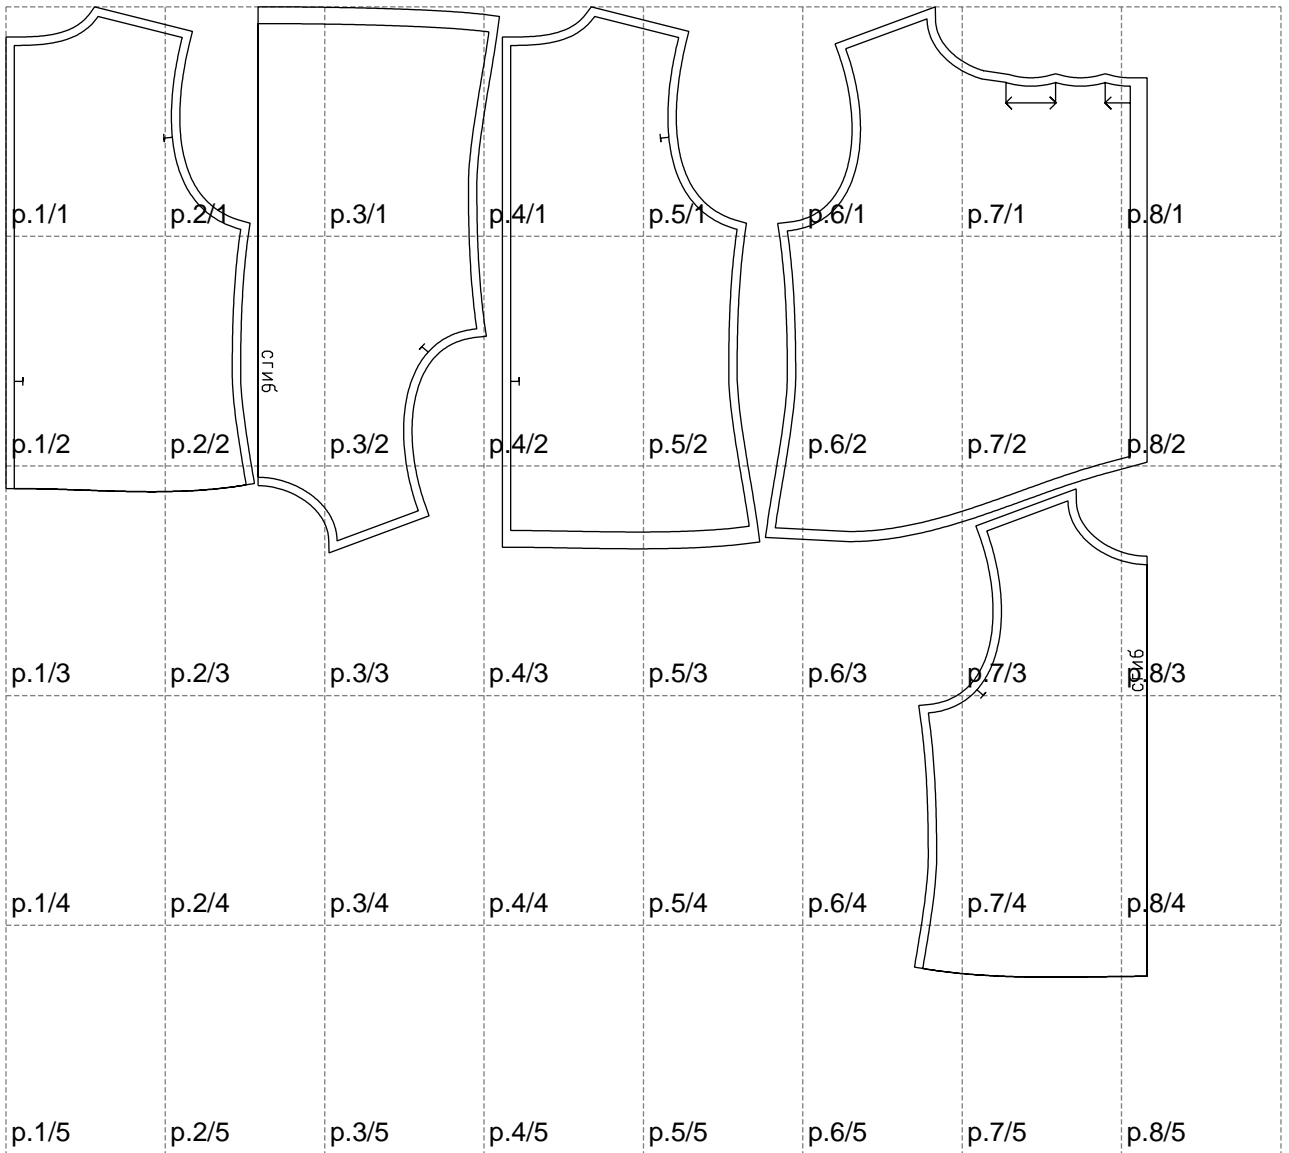 p.1/1 p.2/1 p.3/1 p.4/1 p.5/1 p.6/1 p.7/1 p.8/1
сгиб
p.1/2 p.2/2 p.3/2 p.4/2 p.5/2 p.6/2 p.7/2 p.8/2
сгиб
p.1/3 p.2/3 p.3/3 p.4/3 p.5/3 p.6/3 p.7/3 p.8/3
p.1/4 p.2/4 p.3/4 p.4/4 p.5/4 p.6/4 p.7/4 p.8/4
p.1/5 p.2/5 p.3/5 p.4/5 p.5/5 p.6/5 p.7/5 p.8/5